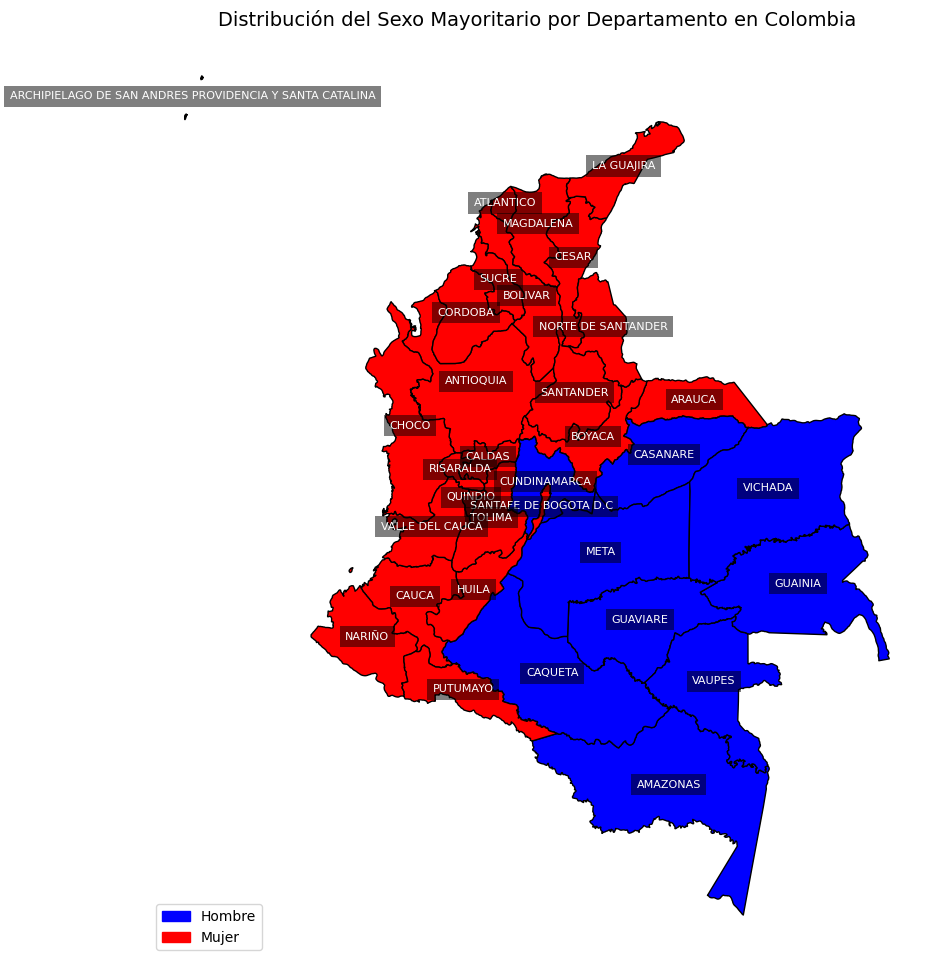 Distribución del Sexo Mayoritario por Departamento en Colombia
ARCHIPIELAGO DE SAN ANDRES PROVIDENCIA Y SANTA CATALINA
LA GUAJIRA
ATLANTICO
MAGDALENA
CESAR
SUCRE
BOLIVAR
CORDOBA
NORTE DE SANTANDER
ANTIOQUIA
SANTANDER
ARAUCA
CHOCO
BOYACA
CASANARE
CALDAS
RISARALDA
CUNDINAMARCA
VICHADA
QUINDIO
SANTAFE DE BOGOTA D.C
TOLIMA
VALLE DEL CAUCA
META
GUAINIA
HUILA
CAUCA
GUAVIARE
NARIÑO
CAQUETA
VAUPES
PUTUMAYO
AMAZONAS
Hombre
Mujer